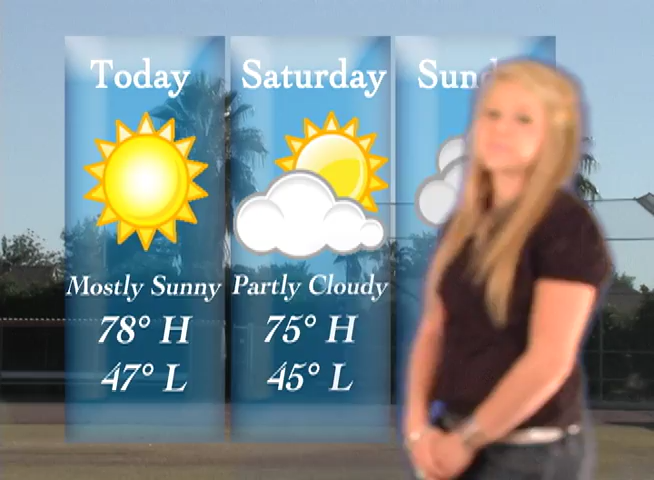 Today
Mostly Sunny
78° H
47° L
Saturday
Partly Cloudy
75° H
45° L